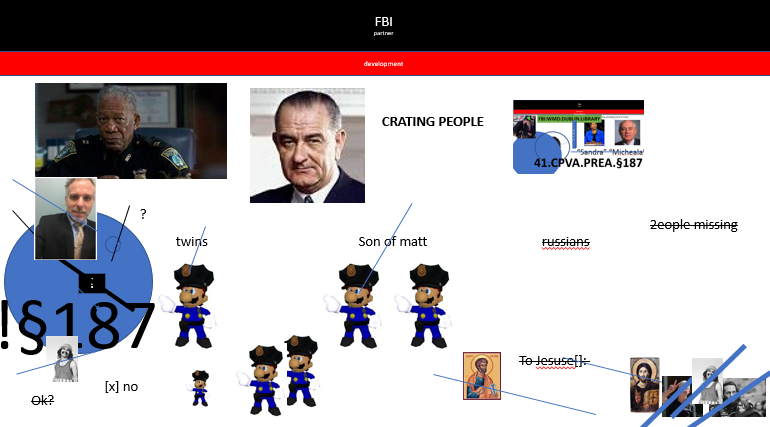 FBI
partner
development
CRATING PEOPLE
FBI:WMD:DUBLIN.LIBRARY
"Sandra" "Micheala"
41.CPVA.PREA.§187
?
2eople missing
twins
Son of matt
russians
!§187
To Jesuse[]:.
[x] no
Ok?